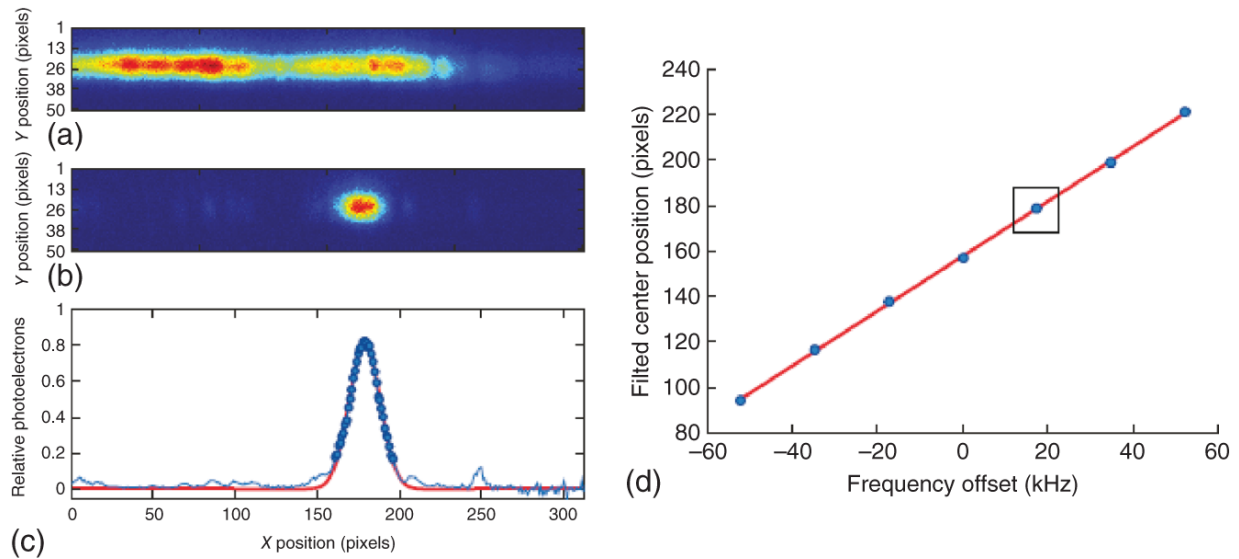 Y position (pixels)
1
13
26
38
50
(a)
Y position (pixels)
1
13
26
38
50
(b)
Relative photoelectrons
1
0.8
0.6
0.4
0.2
0
0 50 100 150 200 250 300
X position (pixels)
(c)
Filted center position (pixels)
240
220
200
180
160
140
120
100
80
−60 −40 −20 0 20 40 60
Frequency offset (kHz)
(d)